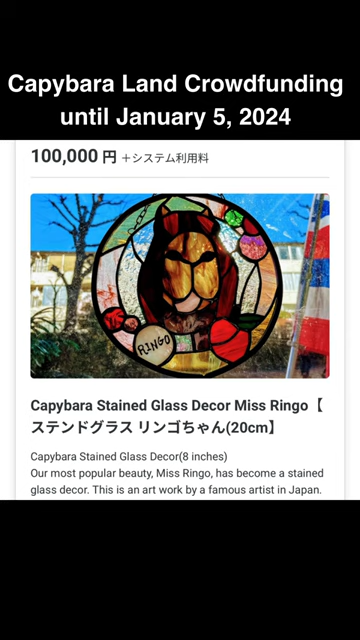 Capybara Land Crowdfunding
until January 5, 2024
100,000 円 +システム利用料
RINGO
Capybara Stained Glass Decor Miss Ringo【
ステンドグラス リンゴちゃん(20cm】
Capybara Stained Glass Decor(8 inches)
Our most popular beauty, Miss Ringo, has become a stained
glass decor. This is an art work by a famous artist in Japan.